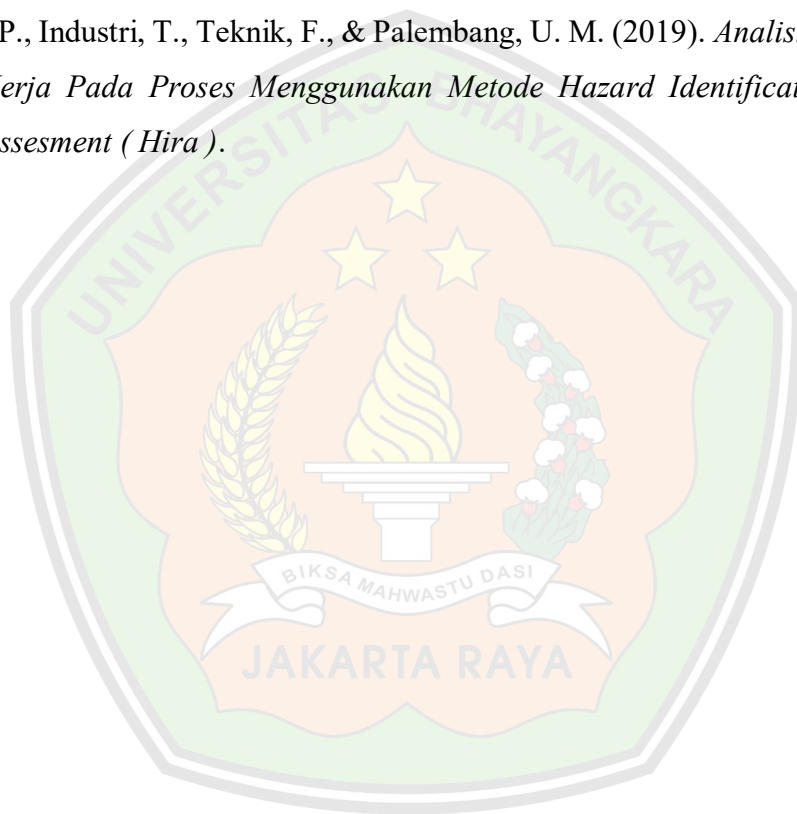 P., Industri, T., Teknik, F., & Palembang, U. M. (2019). Analis
erja Pada Proses Menggunakan Metode Hazard Identifica
ssesment ( Hira ).
UNIVERSITAS BHAYANGKARA
BIKSA MAHWASTU DASI
JAKARTA RAYA